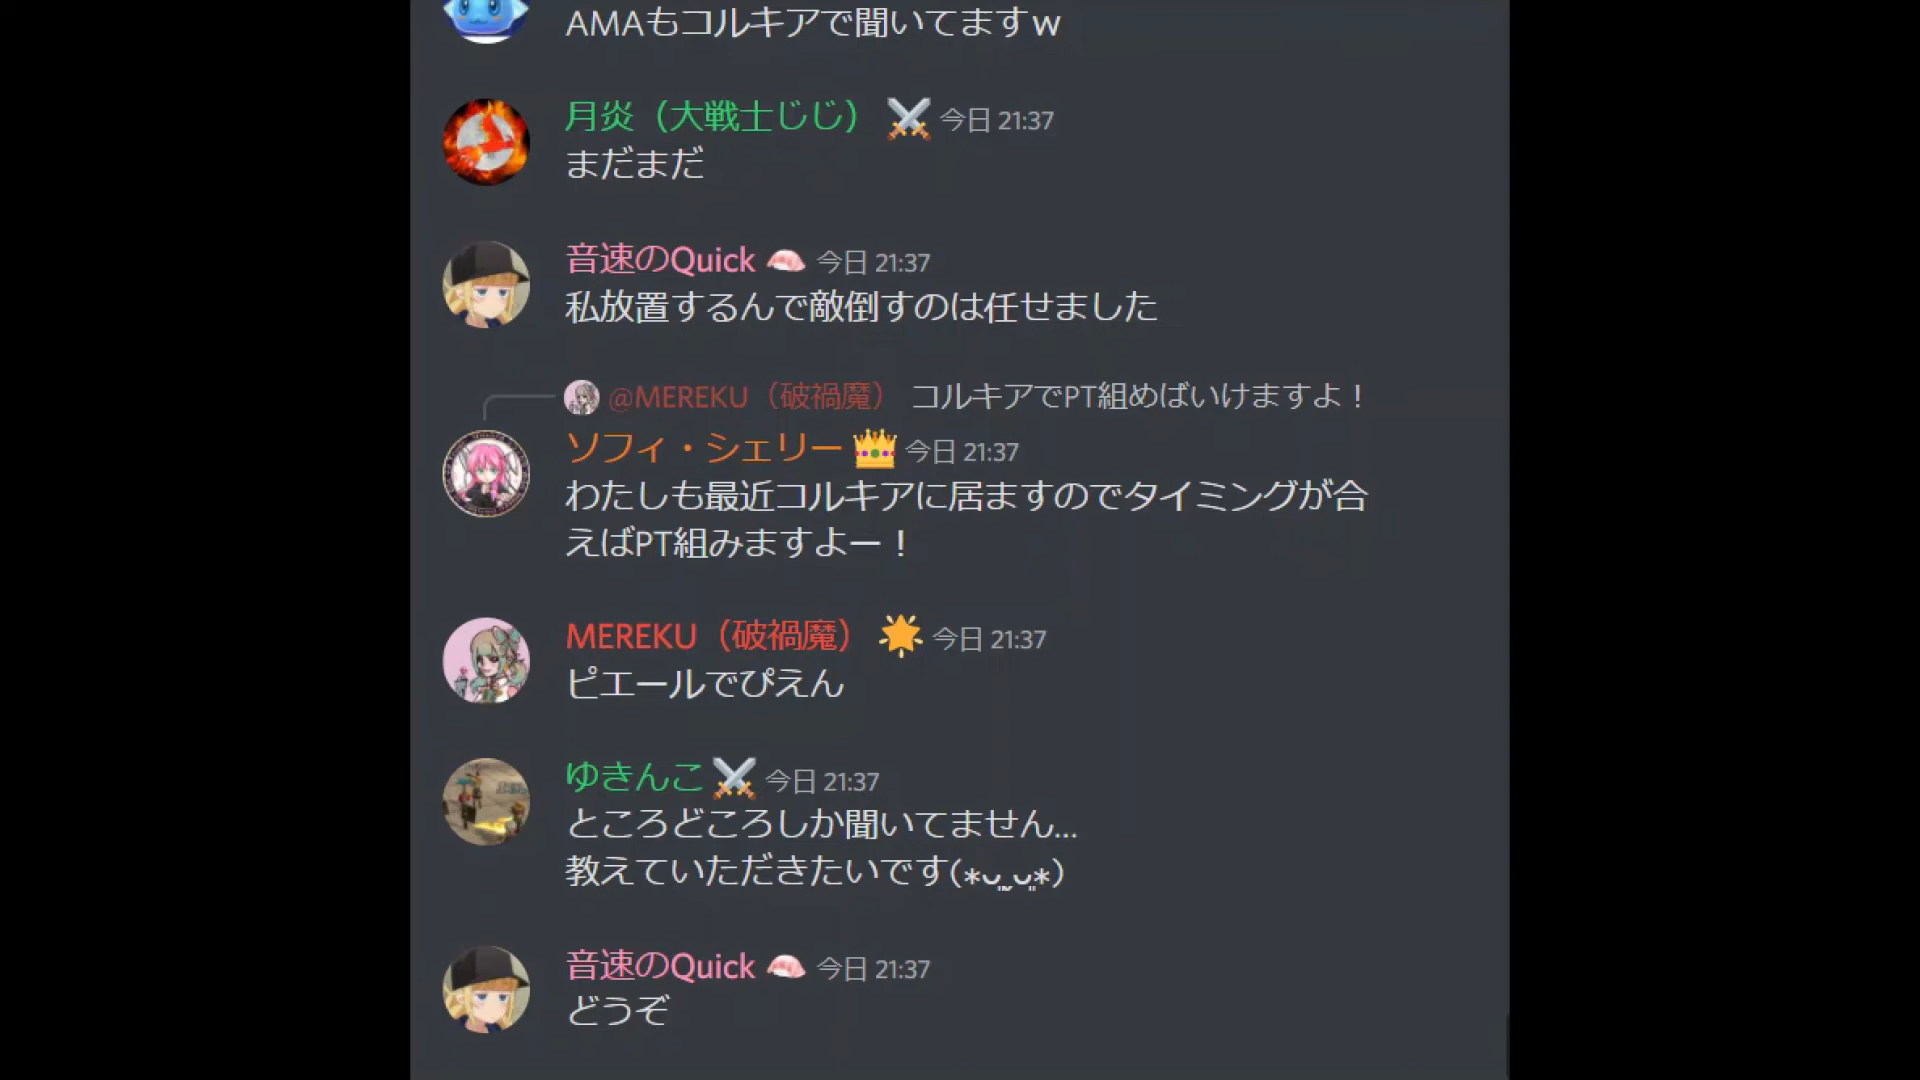 AMAもコルキアで聞いてますw
月炎（大戦士じじ） 今日 21:37
まだまだ
音速のQuick 今日 21:37
私放置するんで敵倒すのは任せました
@MEREKU（破禍魔） コルキアでPT組めばいけますよ！
ソフィ・シェリー 今日 21:37
わたしも最近コルキアに居ますのでタイミングが合
えばPT組みますよー！
MEREKU（破禍魔） 今日 21:37
ピエールでぴえん
ゆきんこ 今日 21:37
ところどころしか聞いてません...
教えていただきたいです(⁎ᴗ͈ˬᴗ͈⁎)
音速のQuick 今日 21:37
どうぞ